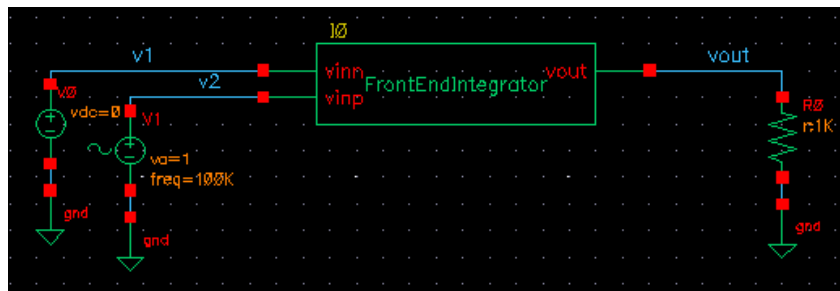 I0
v1
vout
v2
vinn
FrontEndIntegrator
vout
vinp
V0
vdc=0
V1
R0
r:1K
va=1
freq=100K
gnd
gnd
gnd